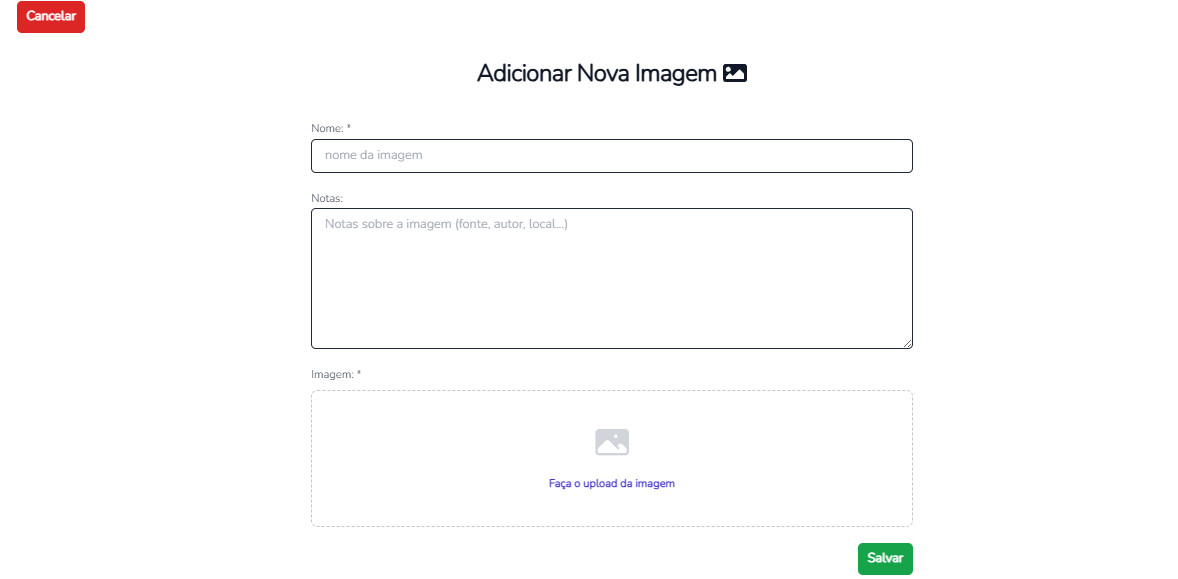 Cancelar
Adicionar Nova Imagem
Nome: *
nome da imagem
Notas:
Notas sobre a imagem (fonte, autor, local...)
Imagem: *
Faça o upload da imagem
Salvar